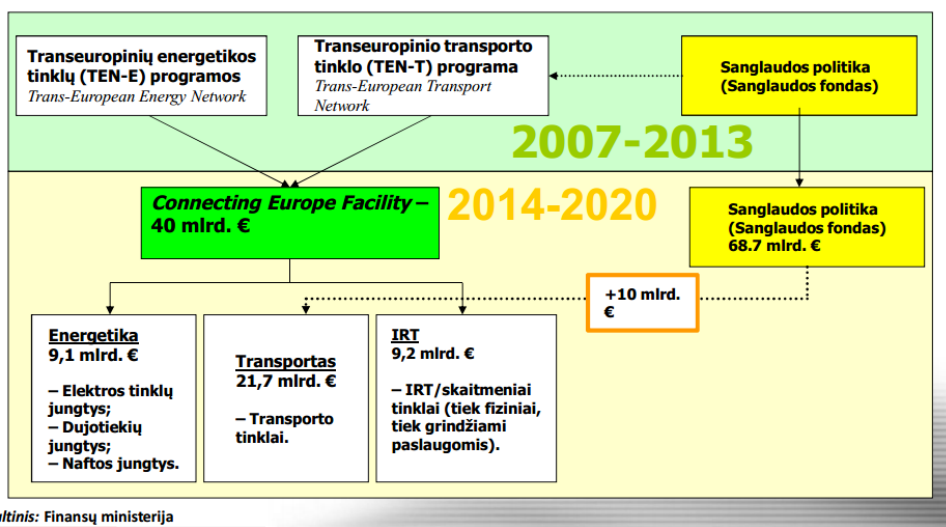 Transeuropinių energetikos
tinklų (TEN-E) programos
Trans-European Energy Network
Transeuropinio transporto
tinklo (TEN-T) programa
Trans-European Transport
Network
Sanglaudos politika
(Sanglaudos fondas)
2007-2013
Connecting Europe Facility –
40 mlrd. €
2014-2020
Sanglaudos politika
(Sanglaudos fondas)
68.7 mlrd. €
+10 mlrd.
€
Energetika
9,1 mlrd. €
– Elektros tinklų
jungtys;
– Dujotiekių
jungtys;
– Naftos jungtys.
Transportas
21,7 mlrd. €
– Transporto
tinklai.
IRT
9,2 mlrd. €
– IRT/skaitmeniai
tinklai (tiek fiziniai,
tiek grindžiami
paslaugomis).
Finansų ministerija